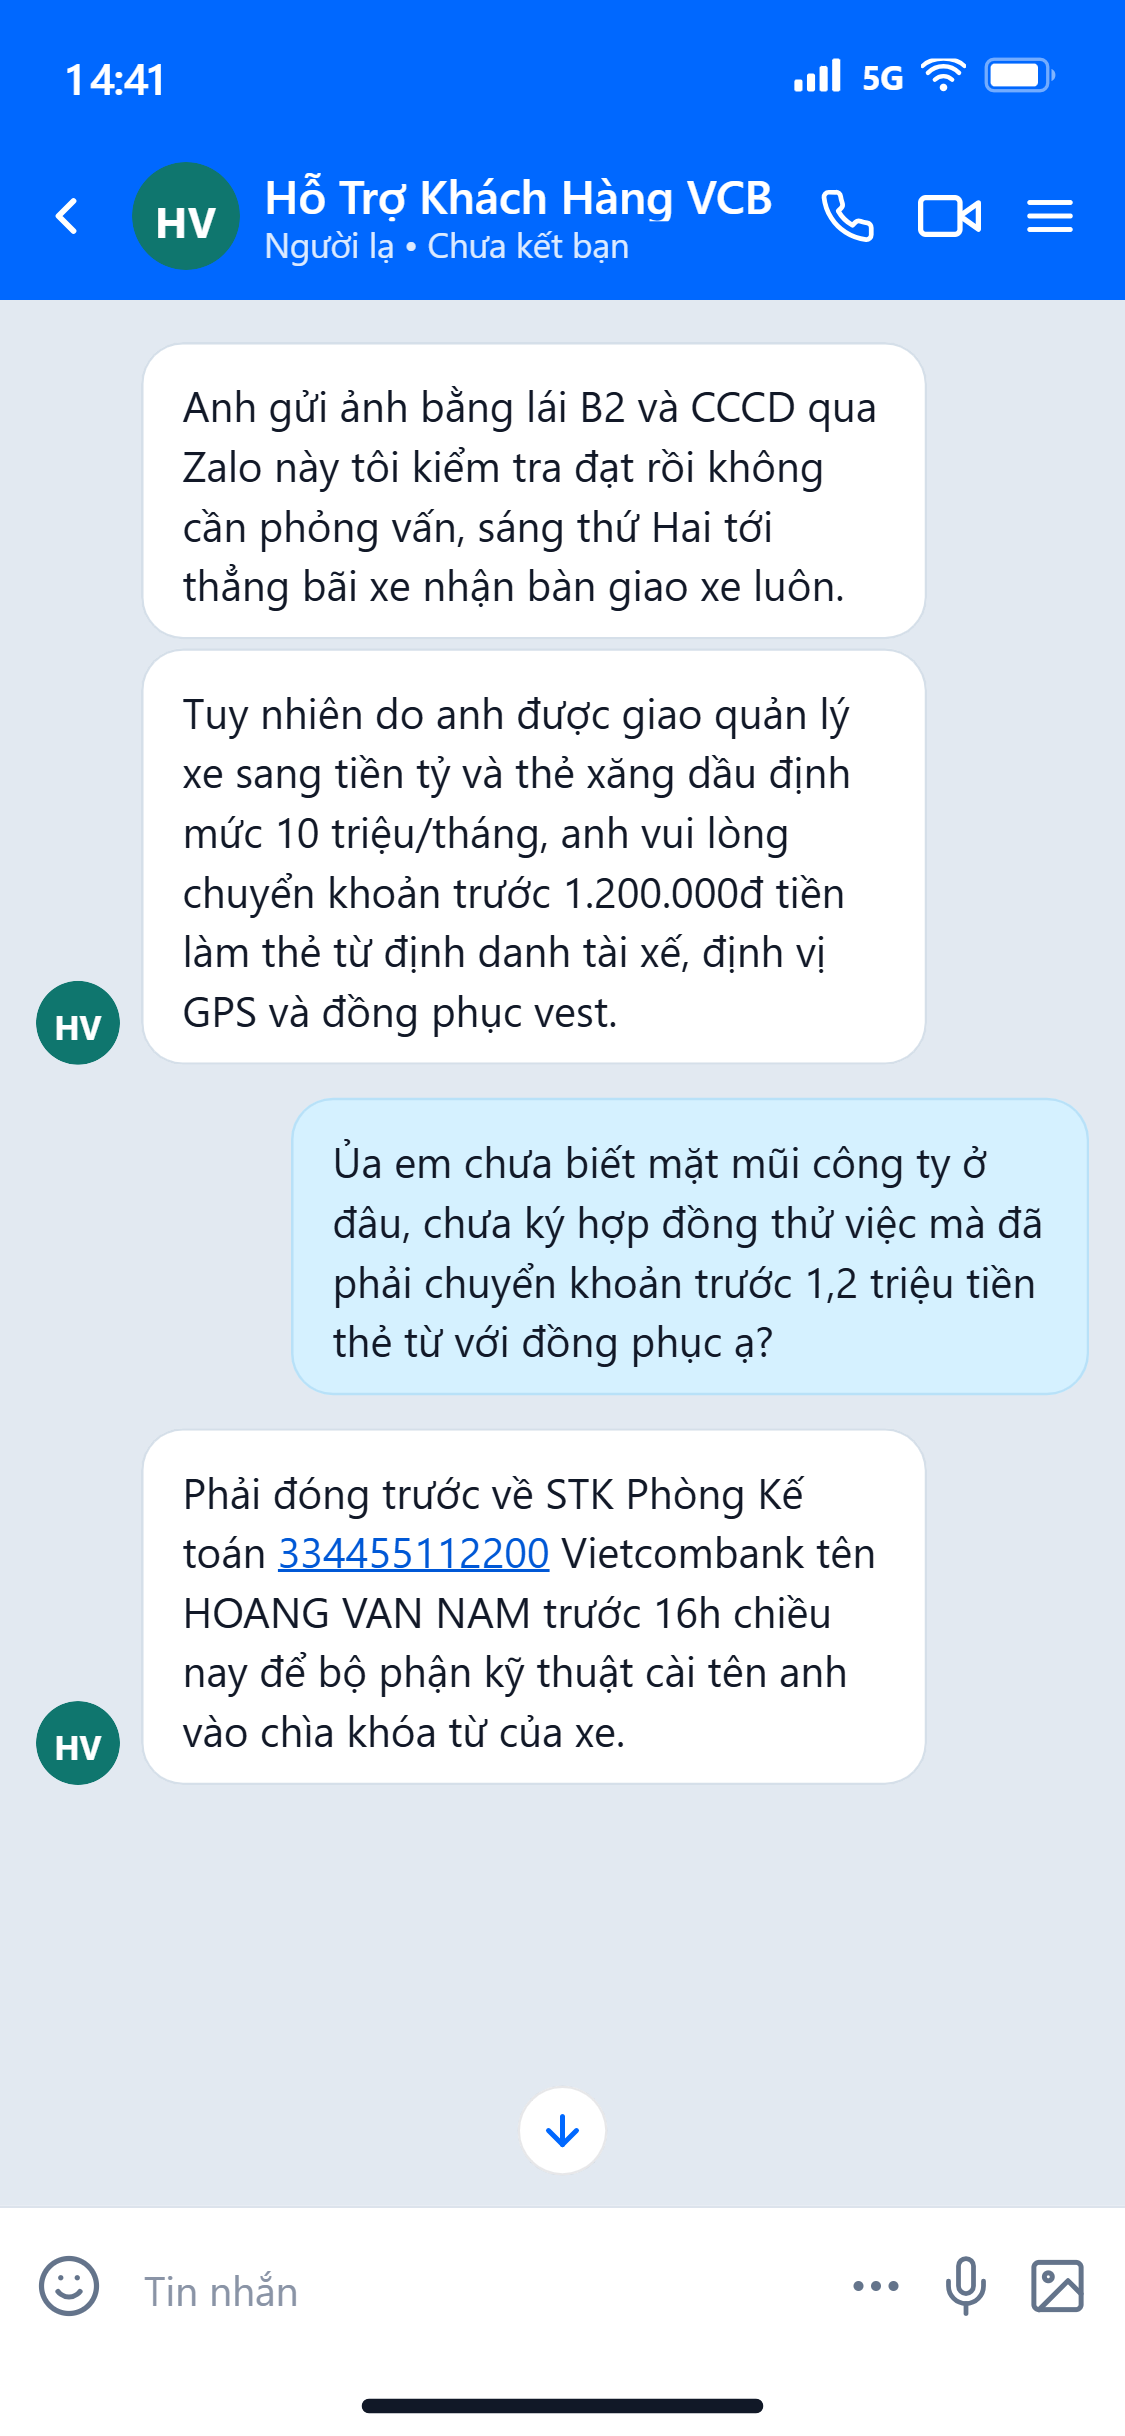 14:41
5G
HV
Hỗ Trợ Khách Hàng VCB
Người lạ • Chưa kết bạn
Anh gửi ảnh bằng lái B2 và CCCD qua
Zalo này tôi kiểm tra đạt rồi không
cần phỏng vấn, sáng thứ Hai tới
thẳng bãi xe nhận bàn giao xe luôn.
Tuy nhiên do anh được giao quản lý
xe sang tiền tỷ và thẻ xăng dầu định
mức 10 triệu/tháng, anh vui lòng
chuyển khoản trước 1.200.000đ tiền
làm thẻ từ định danh tài xế, định vị
GPS và đồng phục vest.
HV
Ủa em chưa biết mặt mũi công ty ở
đâu, chưa ký hợp đồng thử việc mà đã
phải chuyển khoản trước 1,2 triệu tiền
thẻ từ với đồng phục ạ?
Phải đóng trước về STK Phòng Kế
toán 334455112200 Vietcombank tên
HOANG VAN NAM trước 16h chiều
nay để bộ phận kỹ thuật cài tên anh
vào chìa khóa từ của xe.
HV
Tin nhắn